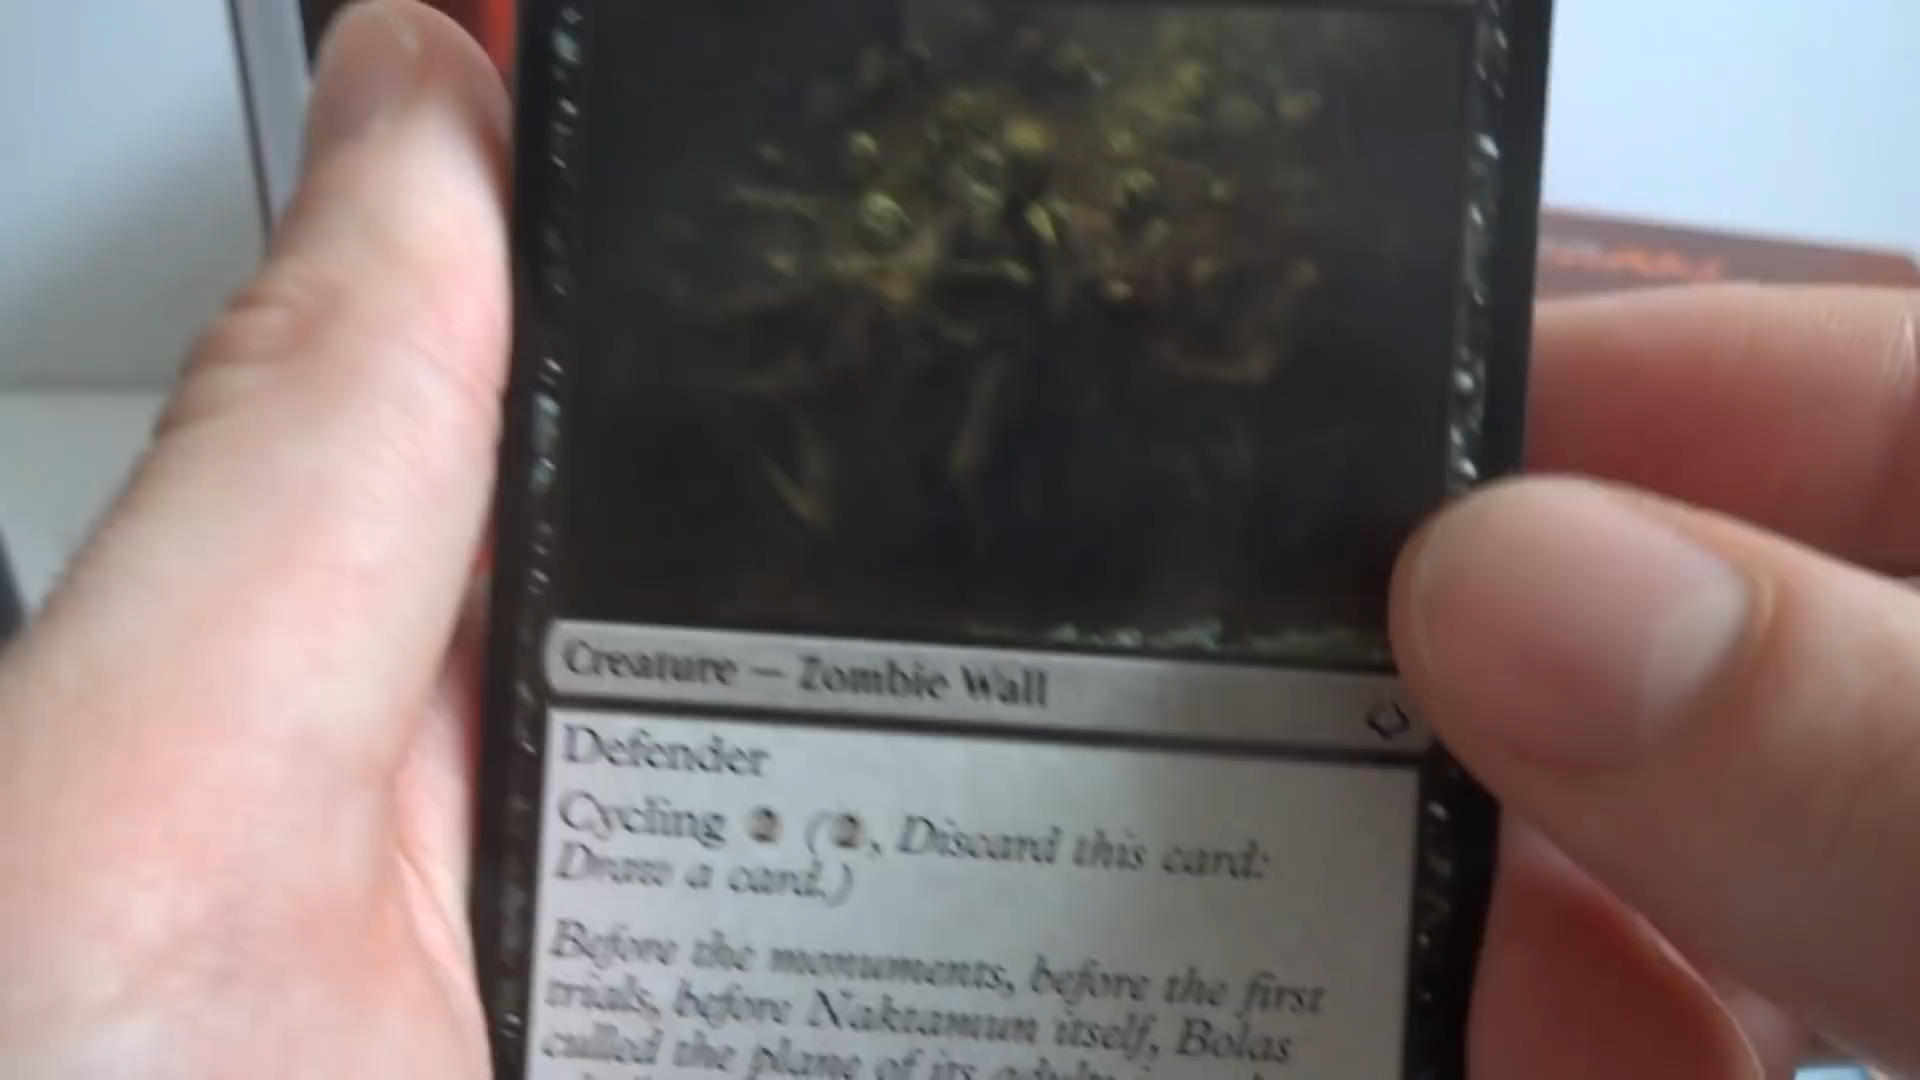 Creature — Zombie Wall
Defender
Cycling 2 (2, Discard this card:
Draw a card.)
Before the monuments, before the first
trials, before Naktamun itself, Bolas
culled the plane of its